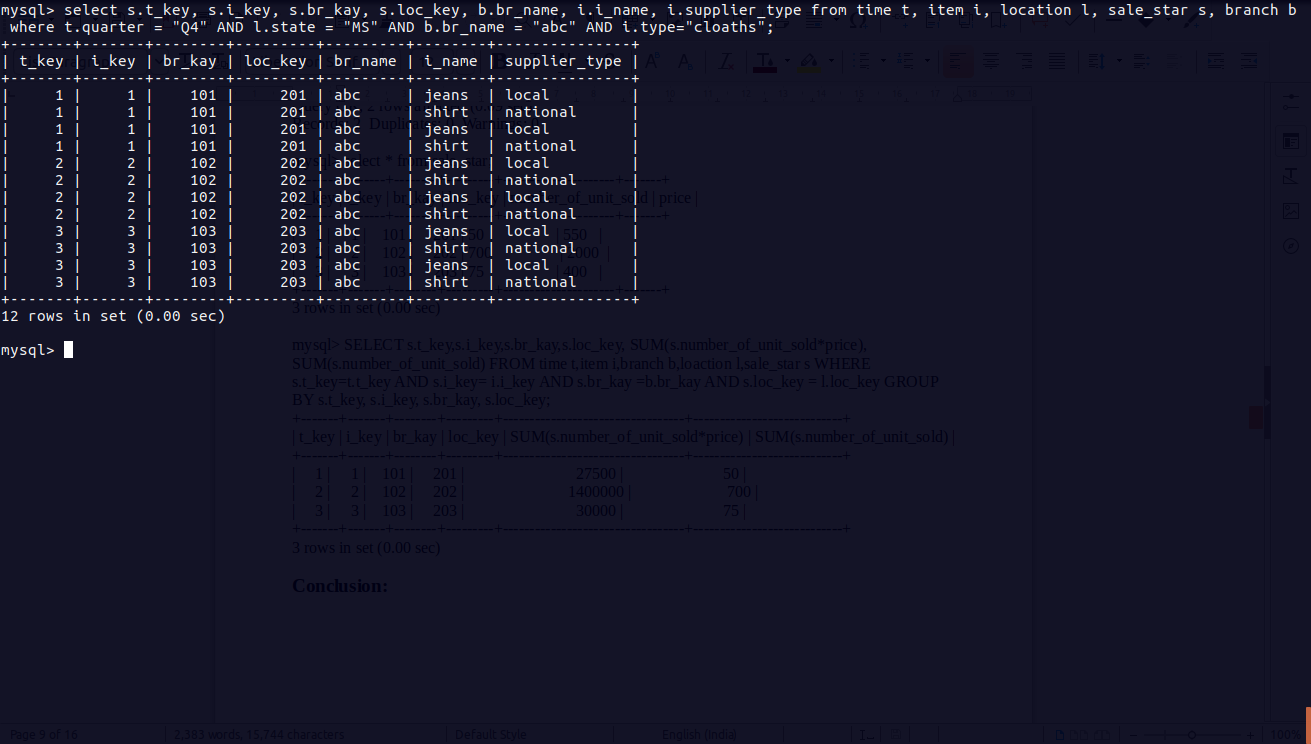 mysql> select s.t_key, s.i_key, s.br_kay, s.loc_key, b.br_name, i.i_name, i.supplier_type from time t, item i, location l, sale_star s, branch b
 where t.quarter = "Q4" AND l.state = "MS" AND b.br_name = "abc" AND i.type="cloaths";
+-------+-------+--------+---------+---------+--------+---------------+
| t_key | i_key | br_kay | loc_key | br_name | i_name | supplier_type |
+-------+-------+--------+---------+---------+--------+---------------+
|     1 |     1 |    101 |     201 | abc     | jeans  | local         |
|     1 |     1 |    101 |     201 | abc     | shirt  | national      |
|     1 |     1 |    101 |     201 | abc     | jeans  | local         |
|     1 |     1 |    101 |     201 | abc     | shirt  | national      |
|     2 |     2 |    102 |     202 | abc     | jeans  | local         |
|     2 |     2 |    102 |     202 | abc     | shirt  | national      |
|     2 |     2 |    102 |     202 | abc     | jeans  | local         |
|     2 |     2 |    102 |     202 | abc     | shirt  | national      |
|     3 |     3 |    103 |     203 | abc     | jeans  | local         |
|     3 |     3 |    103 |     203 | abc     | shirt  | national      |
|     3 |     3 |    103 |     203 | abc     | jeans  | local         |
|     3 |     3 |    103 |     203 | abc     | shirt  | national      |
+-------+-------+--------+---------+---------+--------+---------------+
12 rows in set (0.00 sec)
mysql>
3 rows in set (0.00 sec)
mysql> SELECT s.t_key,s.i_key,s.br_kay,s.loc_key, SUM(s.number_of_unit_sold*price),
SUM(s.number_of_unit_sold) FROM time t,item i,branch b,loaction l,sale_star s WHERE
s.t_key=t.t_key AND s.i_key= i.i_key AND s.br_kay =b.br_kay AND s.loc_key = l.loc_key GROUP
BY s.t_key, s.i_key, s.br_kay, s.loc_key;
+-------+-------+--------+---------+----------------------------------+----------------------------+
| t_key | i_key | br_kay | loc_key | SUM(s.number_of_unit_sold*price) | SUM(s.number_of_unit_sold) |
+-------+-------+--------+---------+----------------------------------+----------------------------+
| 1 | 1 | 101 | 201 | 27500 | 50 |
| 2 | 2 | 102 | 202 | 1400000 | 700 |
| 3 | 3 | 103 | 203 | 30000 | 75 |
+-------+-------+--------+---------+----------------------------------+----------------------------+
3 rows in set (0.00 sec)
Conclusion:
Page 9 of 16 2,383 words, 15,744 characters Default Style English (India) 100%